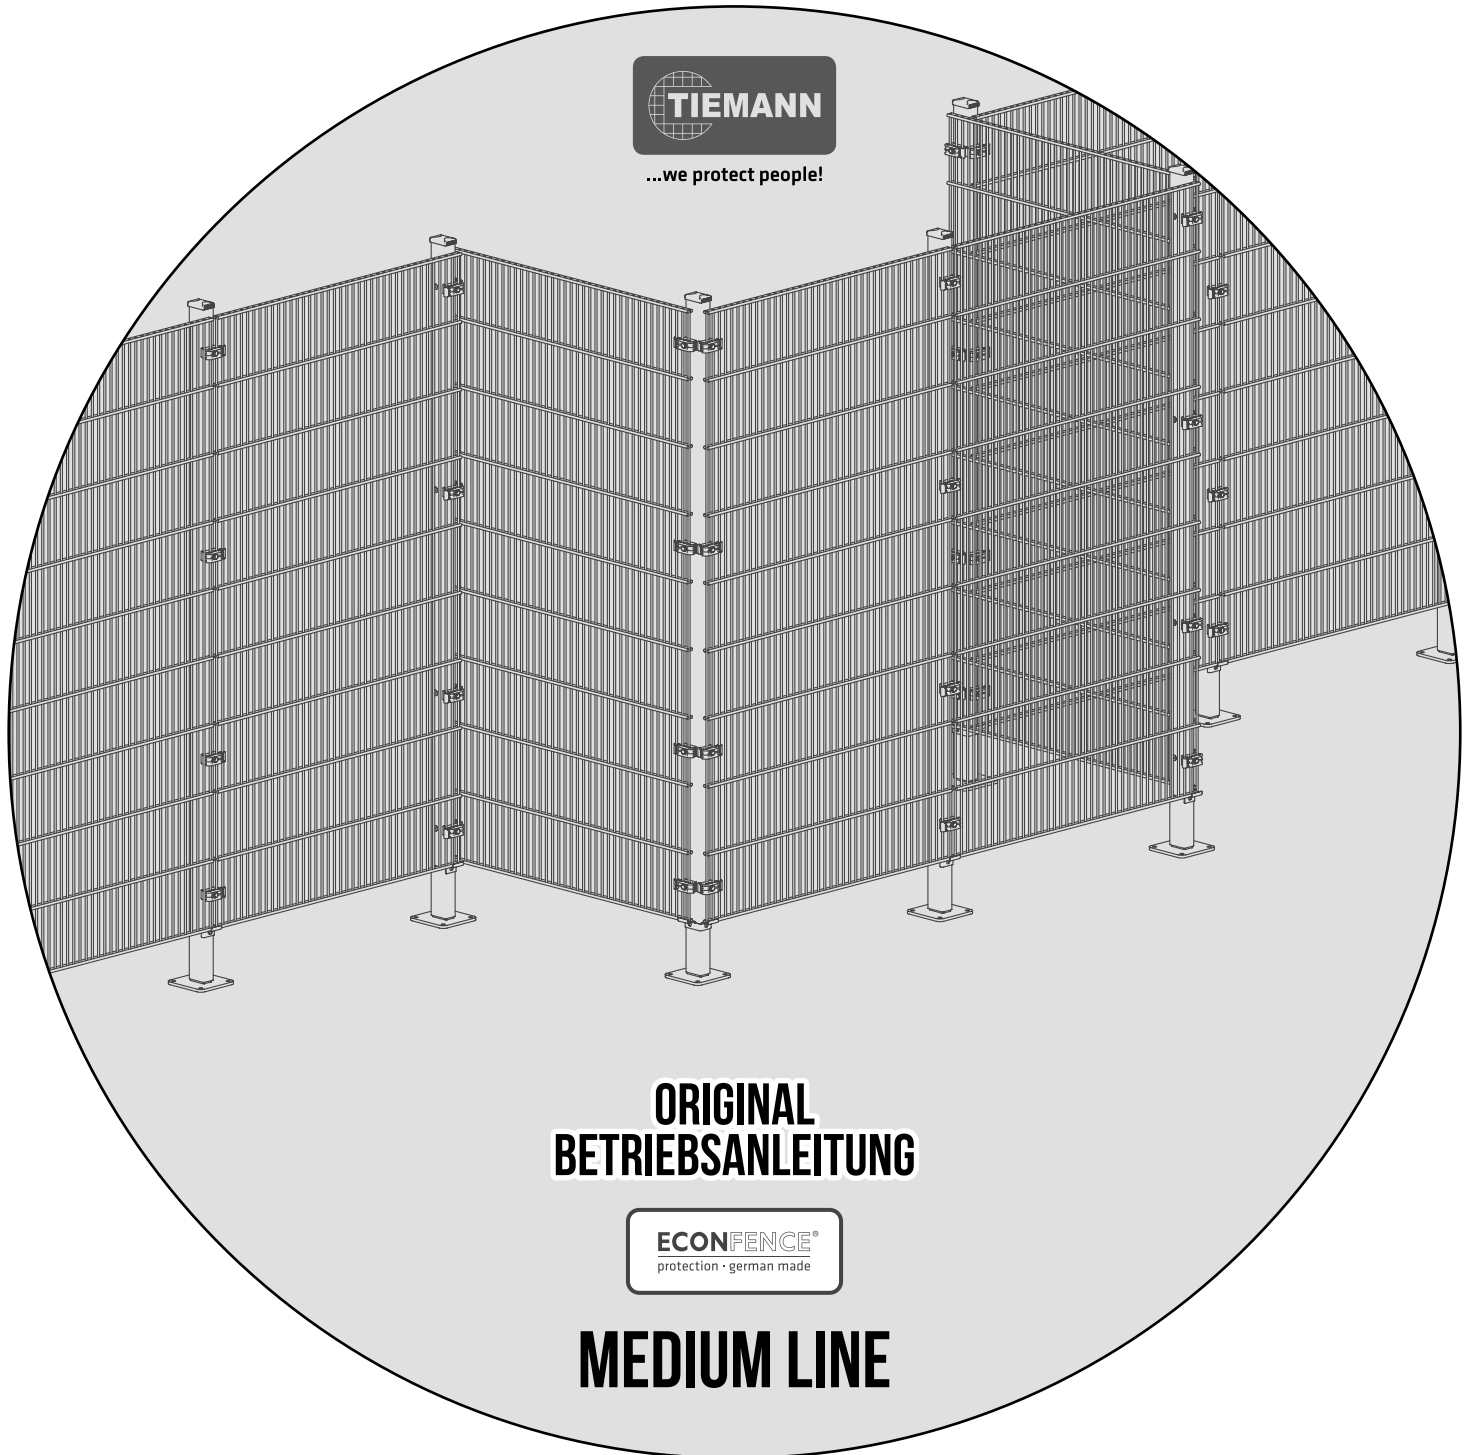 TIEMANN
...we protect people!
ORIGINAL
BETRIEBSANLEITUNG
ECONFENCE®
protection · german made
MEDIUM LINE